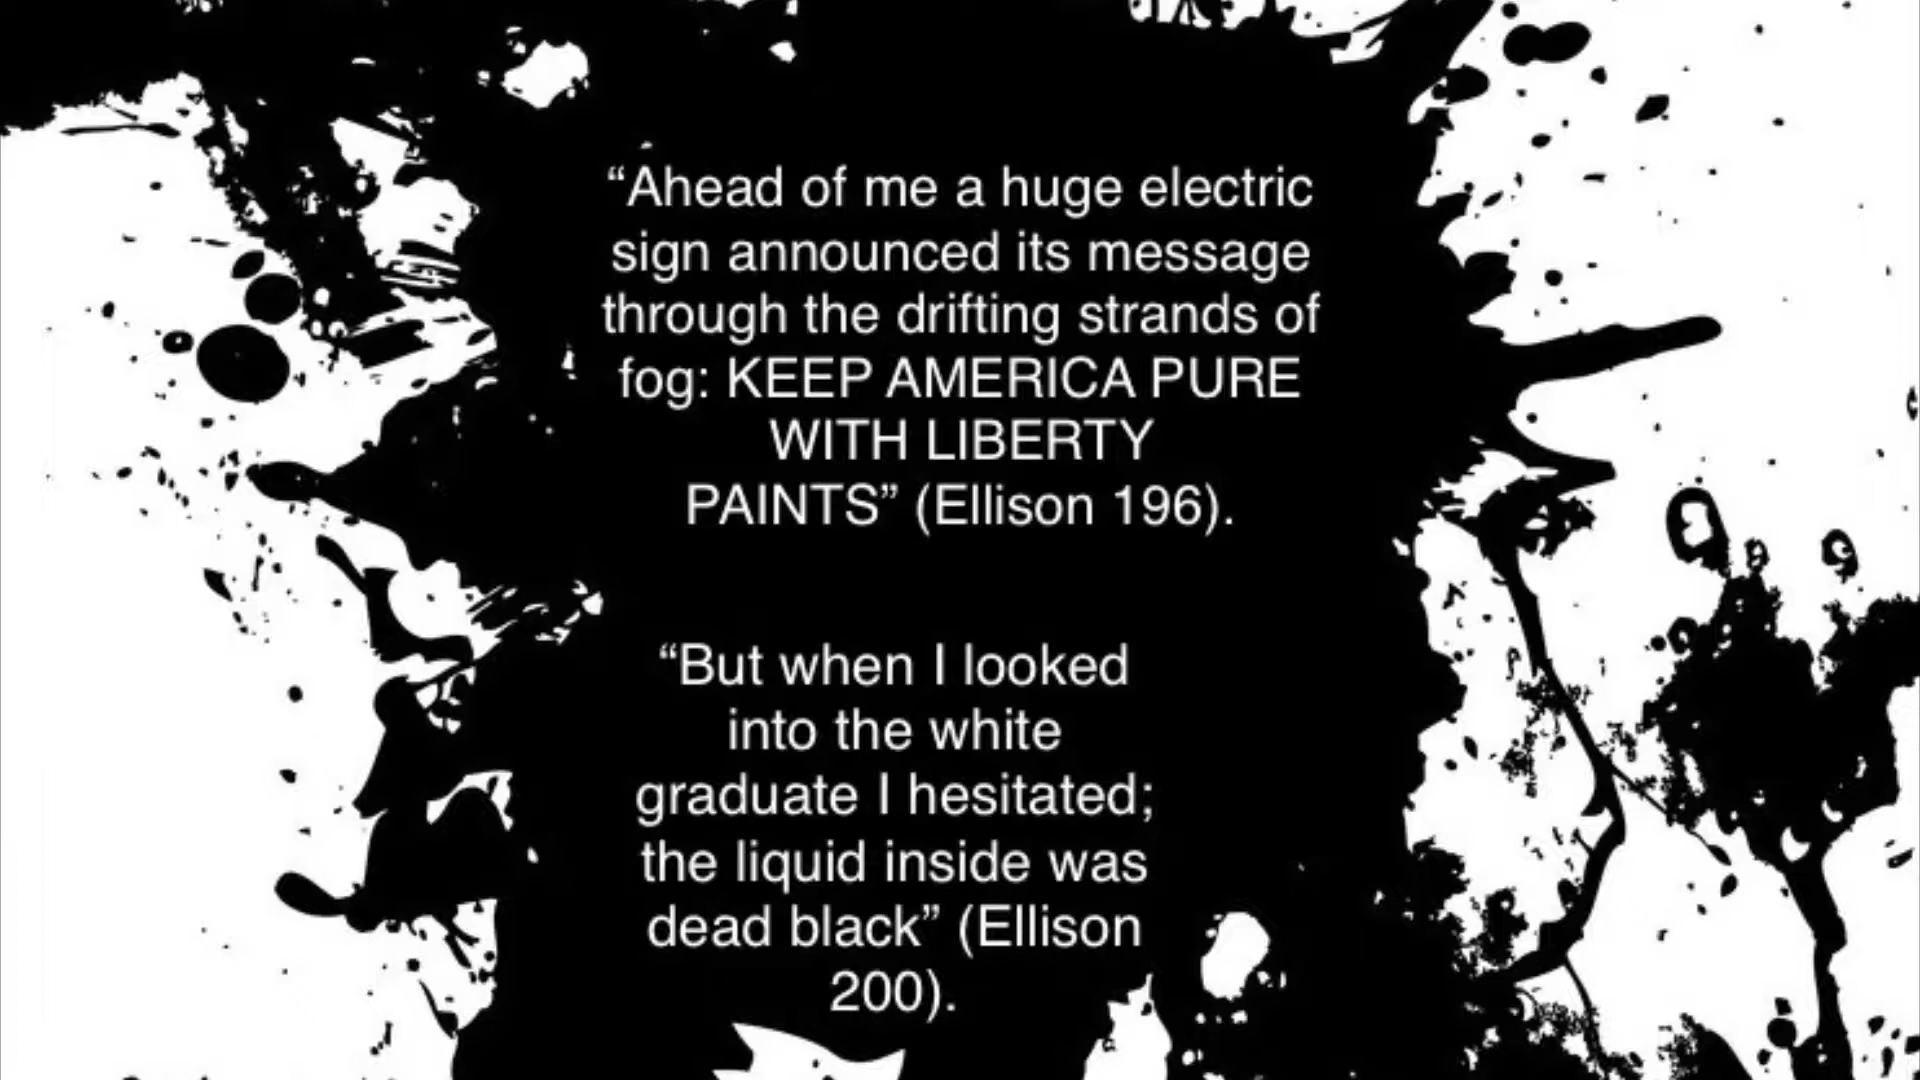 “Ahead of me a huge electric
sign announced its message
through the drifting strands of
fog: KEEP AMERICA PURE
WITH LIBERTY
PAINTS” (Ellison 196).
“But when I looked
into the white
graduate I hesitated;
the liquid inside was
dead black” (Ellison
200).